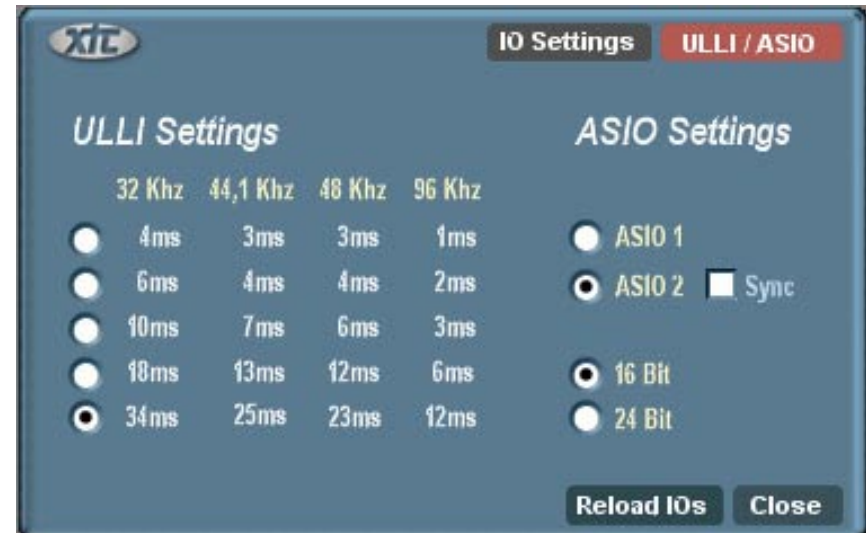 XTC
IO Settings
ULLI / ASIO
ULLI Settings
32 Khz 44,1 Khz 48 Khz 96 Khz
4ms 3ms 3ms 1ms
6ms 4ms 4ms 2ms
10ms 7ms 6ms 3ms
18ms 13ms 12ms 6ms
34ms 25ms 23ms 12ms
ASIO Settings
ASIO 1
ASIO 2 Sync
16 Bit
24 Bit
Reload IOs
Close